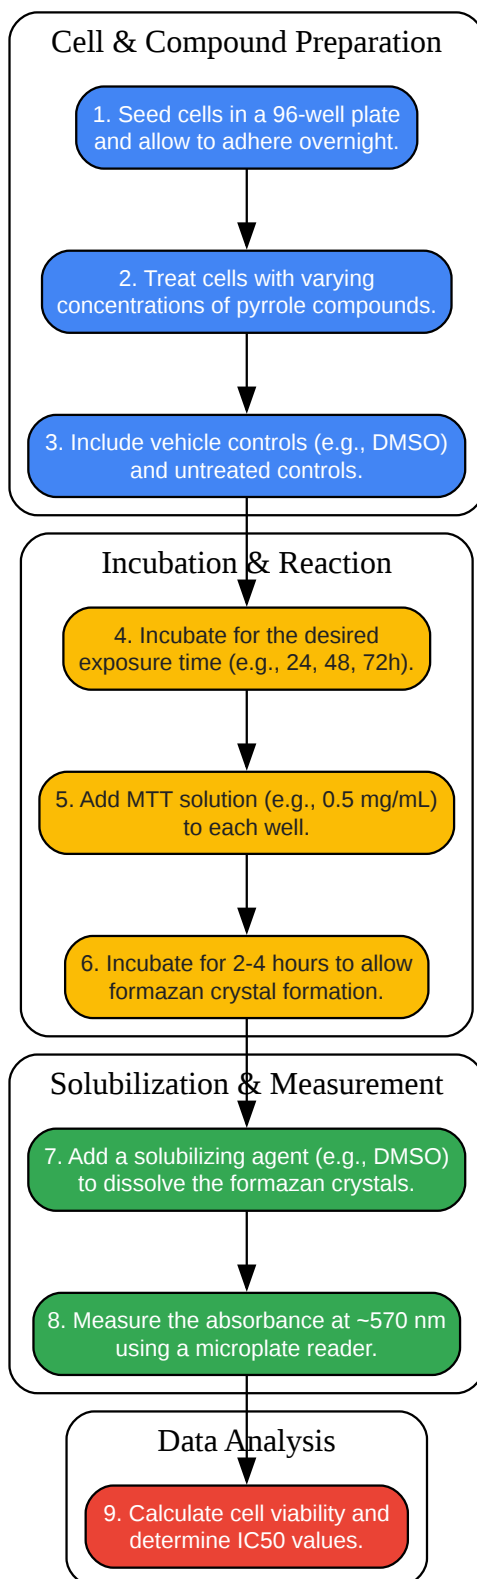 Cell & Compound Preparation
1. Seed cells in a 96-well plate
and allow to adhere overnight.
2. Treat cells with varying
concentrations of pyrrole compounds.
3. Include vehicle controls (e.g., DMSO)
and untreated controls.
Incubation & Reaction
4. Incubate for the desired
exposure time (e.g., 24, 48, 72h).
5. Add MTT solution (e.g., 0.5 mg/mL)
to each well.
6. Incubate for 2-4 hours to allow
formazan crystal formation.
Solubilization & Measurement
7. Add a solubilizing agent (e.g., DMSO)
to dissolve the formazan crystals.
8. Measure the absorbance at ~570 nm
using a microplate reader.
Data Analysis
9. Calculate cell viability and
determine IC50 values.